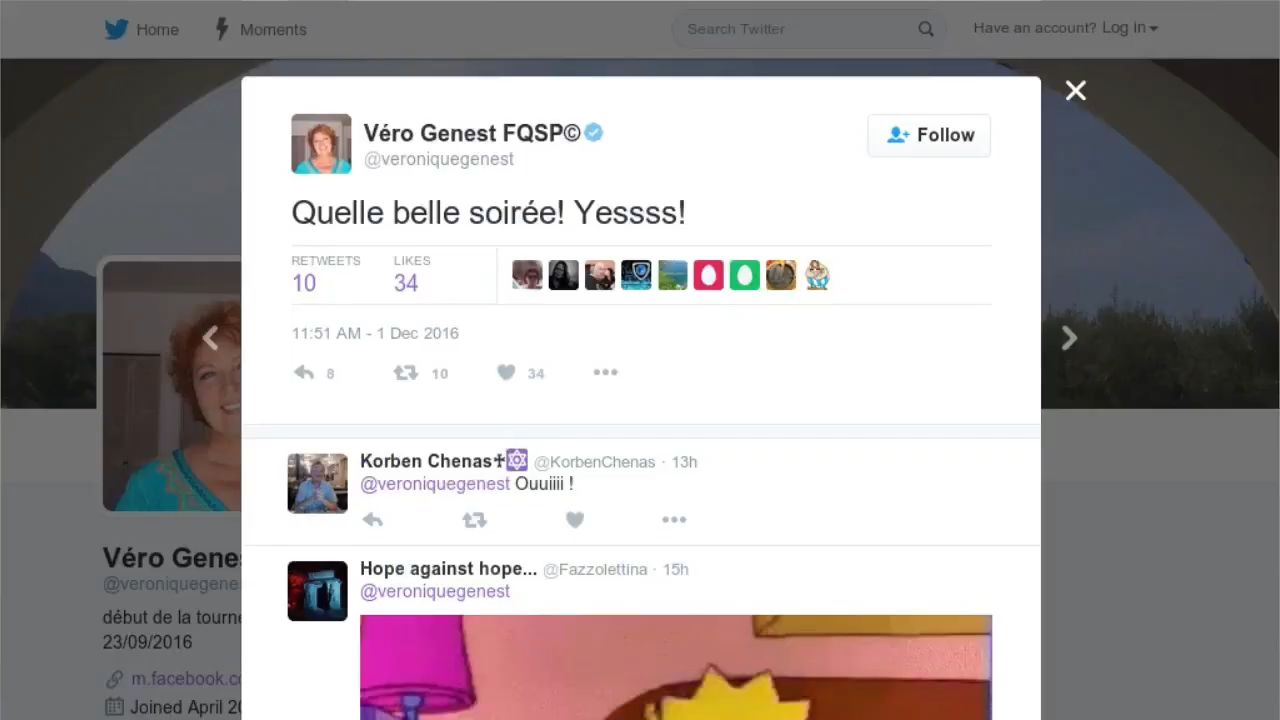 Home
Moments
Search Twitter
Have an account? Log in
Véro Genest FQSP©
@veroniquegenest
Follow
Quelle belle soirée! Yessss!
RETWEETS
10
LIKES
34
11:51 AM - 1 Dec 2016
8
10
34
Korben Chenas✝🔯 @KorbenChenas · 13h
@veroniquegenest Ouuiiii !
Hope against hope... @Fazzolettina · 15h
@veroniquegenest
Véro Gene
@veroniquegene
début de la tourne
23/09/2016
m.facebook.c
Joined April 20